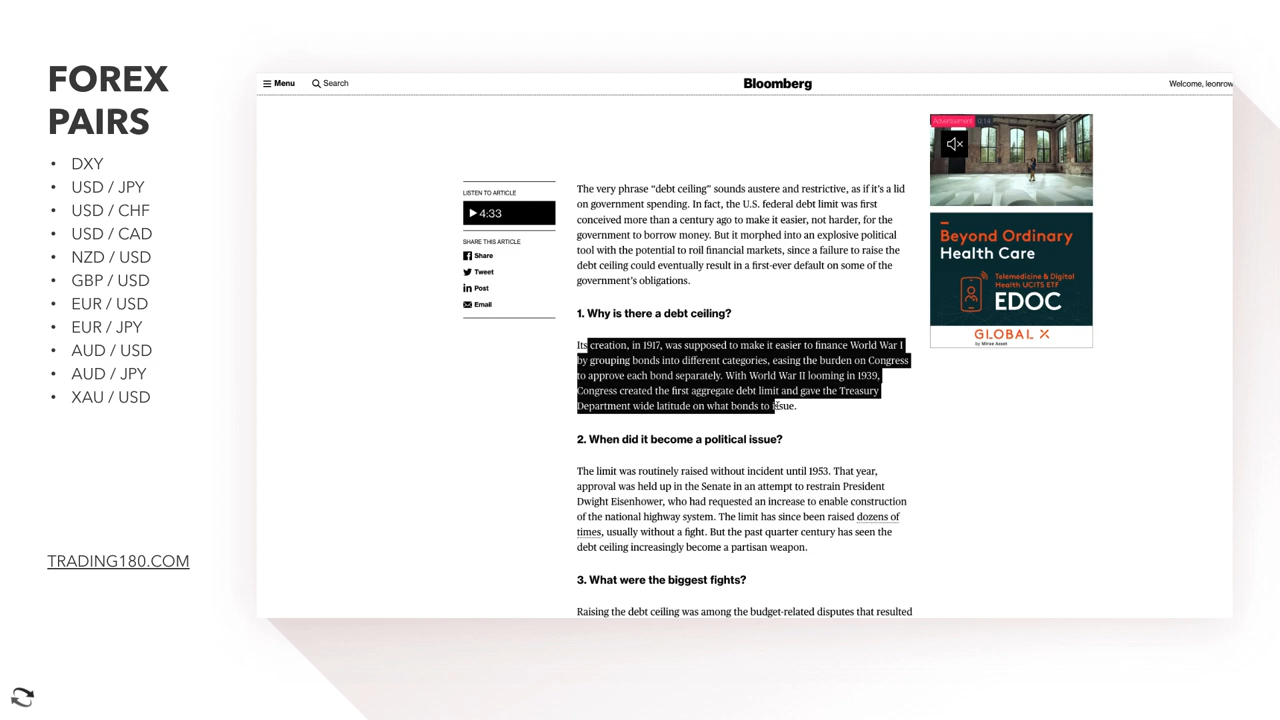 FOREX
PAIRS
• DXY
• USD / JPY
• USD / CHF
• USD / CAD
• NZD / USD
• GBP / USD
• EUR / USD
• EUR / JPY
• AUD / USD
• AUD / JPY
• XAU / USD
TRADING180.COM
Menu
Search
Bloomberg
Welcome, leonrow
LISTEN TO ARTICLE
4:33
SHARE THIS ARTICLE
Share
Tweet
Post
Email
The very phrase “debt ceiling” sounds austere and restrictive, as if it’s a lid
on government spending. In fact, the U.S. federal debt limit was first
conceived more than a century ago to make it easier, not harder, for the
government to borrow money. But it morphed into an explosive political
tool with the potential to roil financial markets, since a failure to raise the
debt ceiling could eventually result in a first-ever default on some of the
government’s obligations.
1. Why is there a debt ceiling?
Its creation, in 1917, was supposed to make it easier to finance World War I
by grouping bonds into different categories, easing the burden on Congress
to approve each bond separately. With World War II looming in 1939,
Congress created the first aggregate debt limit and gave the Treasury
Department wide latitude on what bonds to issue.
2. When did it become a political issue?
The limit was routinely raised without incident until 1953. That year,
approval was held up in the Senate in an attempt to restrain President
Dwight Eisenhower, who had requested an increase to enable construction
of the national highway system. The limit has since been raised dozens of
times, usually without a fight. But the past quarter century has seen the
debt ceiling increasingly become a partisan weapon.
3. What were the biggest fights?
Raising the debt ceiling was among the budget-related disputes that resulted
Advertisement 0:14
Beyond Ordinary
Health Care
Telemedicine & Digital
Health UCITS ETF
EDOC
GLOBAL X
by Mirae Asset